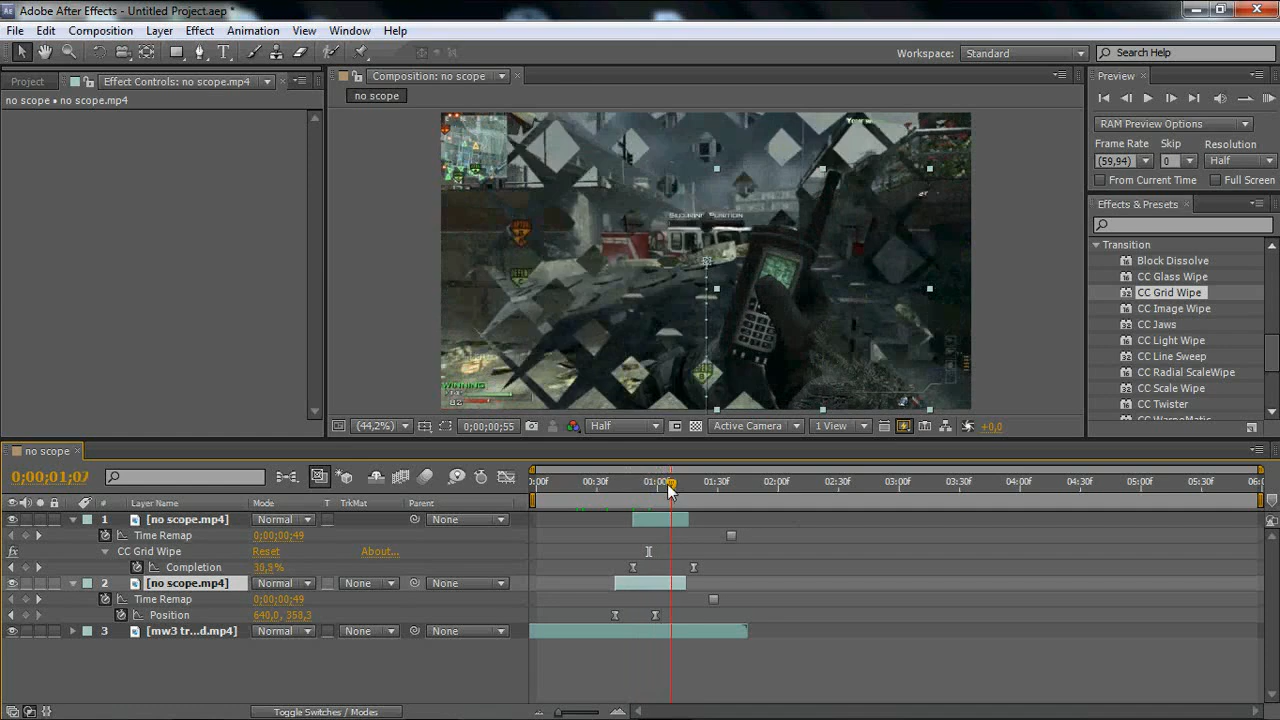 Adobe After Effects - Untitled Project.aep *
File Edit Composition Layer Effect Animation View Window Help
Workspace: Standard Search Help
Project Effect Controls: no scope.mp4 Composition: no scope Preview
no scope • no scope.mp4
no scope
RAM Preview Options
Frame Rate Skip Resolution
(59,94) 0 Half
From Current Time Full Screen
Effects & Presets
Transition
Block Dissolve
CC Glass Wipe
CC Grid Wipe
CC Image Wipe
CC Jaws
CC Light Wipe
CC Line Sweep
CC Radial ScaleWipe
CC Scale Wipe
CC Twister
CC WarpoMatic
WINNING
(44,2%) 0;00;00;55 Half Active Camera 1 View +0,0
no scope
0;00;01;07
:00f 00:30f 01:00f 01:30f 02:00f 02:30f 03:00f 03:30f 04:00f 04:30f 05:00f 05:30f 06:0
# Layer Name Mode T TrkMat Parent
1 [no scope.mp4] Normal None
Time Remap 0;00;00;49
fx CC Grid Wipe Reset About...
Completion 38,9%
2 [no scope.mp4] Normal None None
Time Remap 0;00;00;49
Position 640,0, 358,3
3 [mw3 tr...d.mp4] Normal None None
Toggle Switches / Modes